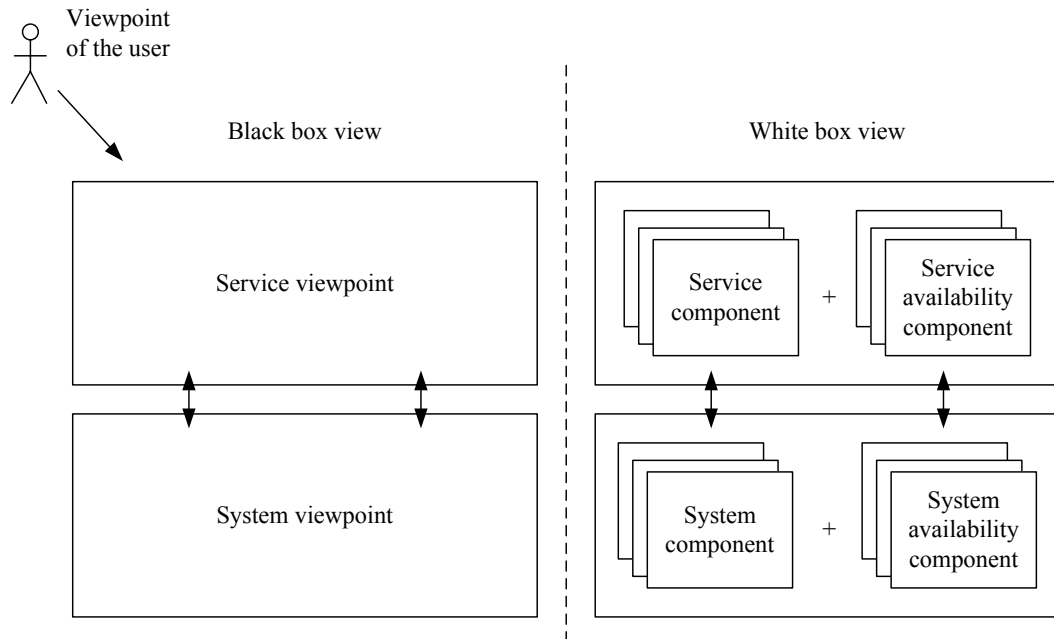 Viewpoint
of the user
Black box view
White box view
Service viewpoint
Service
component
+
Service
availability
component
System viewpoint
System
component
+
System
availability
component